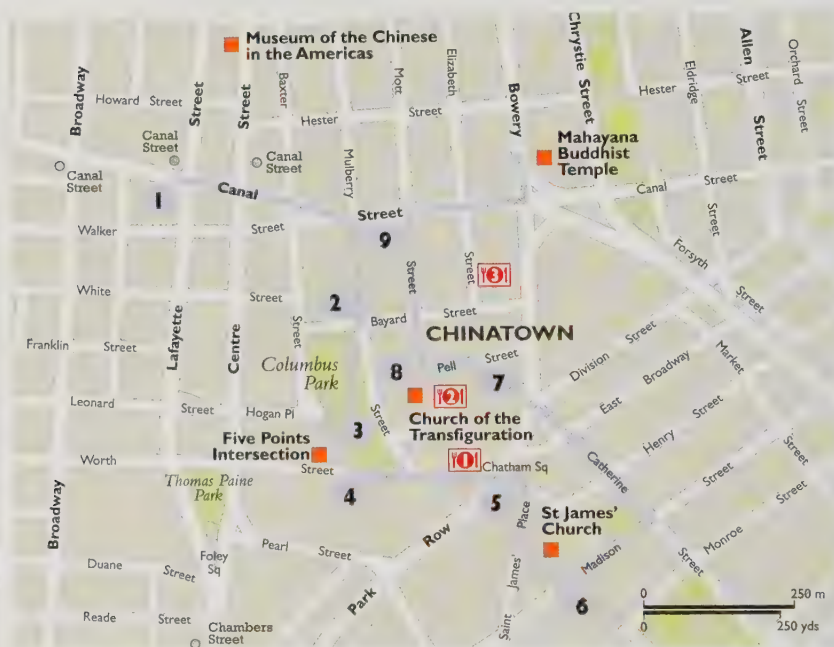 Museum of the Chinese
in the Americas
Broadway
Howard Street
Street
Street
Baxter
Mott
Elizabeth
Bowery
Chrystie Street
Eldridge
Allen
Street
Orchard
Street
Hester
Street
Hester
Street
Canal
Street
Canal
Street
Canal
Street
Mulberry
Mahayana
Buddhist
Temple
1
Canal
Street
Canal
Street
Walker
Street
9
Street
Street
3
Street
Forsyth
Street
White
Street
2
Bayard
Street
CHINATOWN
Franklin
Street
Lafayette
Centre
Street
Columbus
Park
8
Pell
Street
7
Division
Street
East
Broadway
Market
Leonard
Street
Hogan Pl
3
Street
2
Church of the
Transfiguration
Henry
Street
Catherine
Street
Five Points
Intersection
Worth
Street
1
Chatham Sq
Thomas Paine
Park
4
5
Place
St James'
Church
Broadway
Row
Street
Madison
Monroe
Street
Street
Foley
Sq
Pearl
Street
Duane
Street
Park
James'
Saint
6
250 m
0
0
250 yds
Reade
Street
Chambers
Street